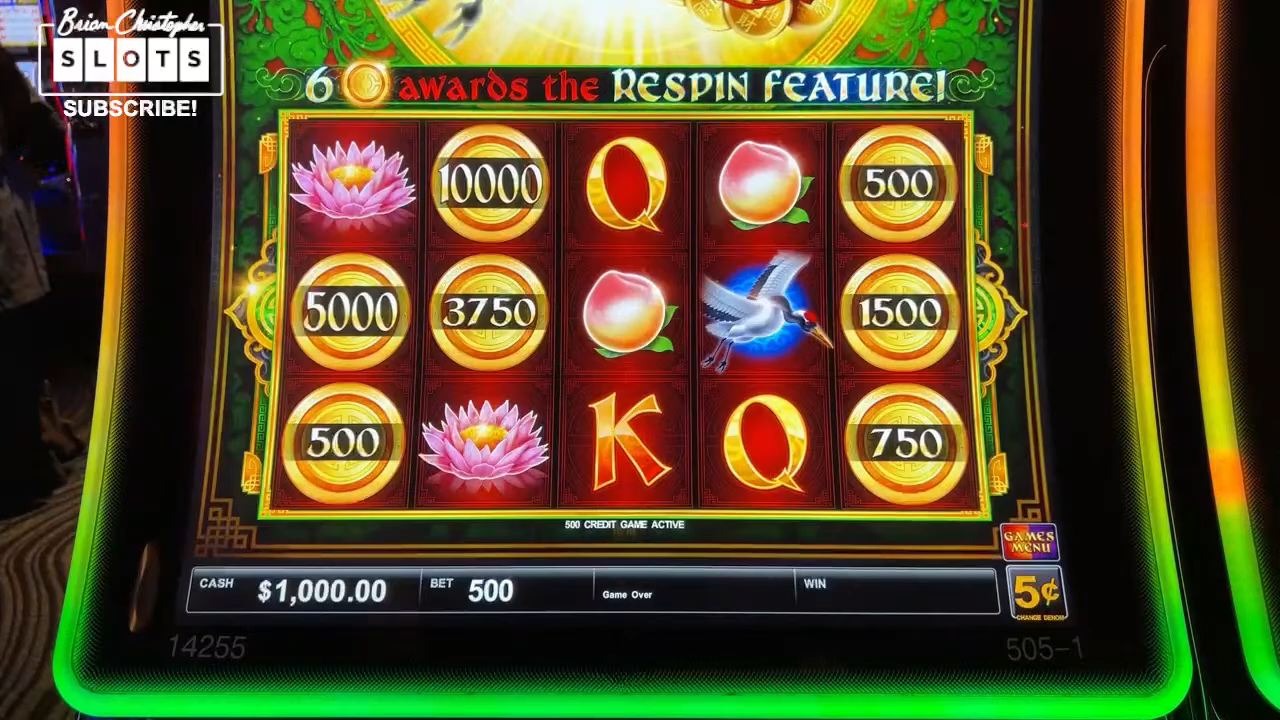 Brian Christopher
SLOTS
SUBSCRIBE!
6 awards the RESPIN FEATURE!
10000 Q 500
5000 3750 1500
500 K Q 750
500 CREDIT GAME ACTIVE
GAMES
MENU
CASH $1,000.00 BET 500 Game Over WIN
5¢
CHANGE DENOM
14255 505-1